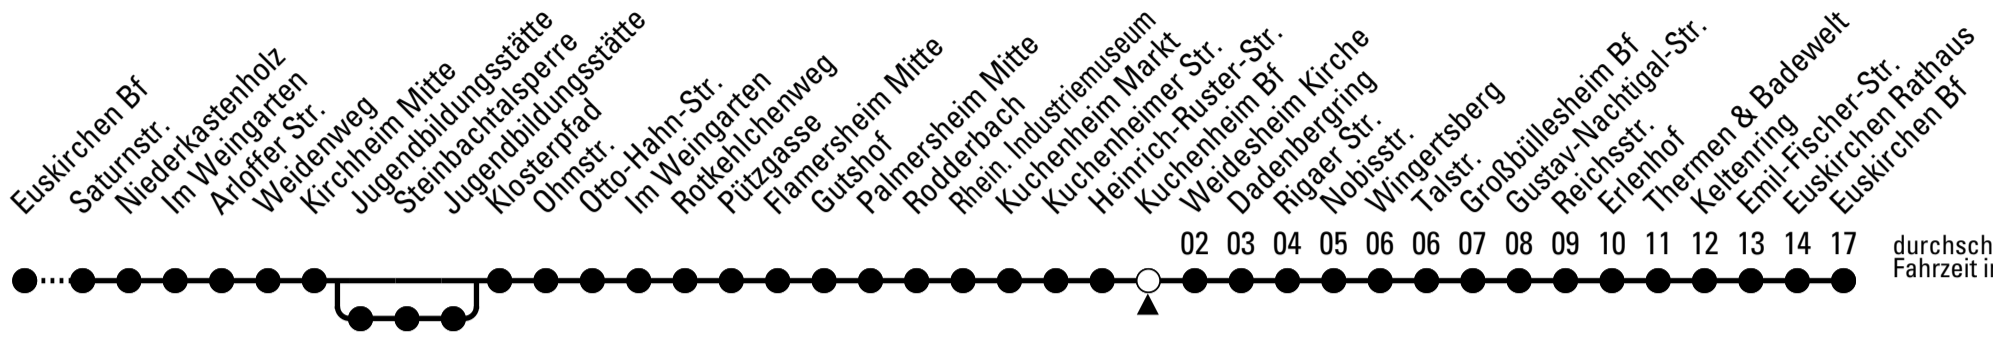 Euskirchen Bf
Saturnstr.
Niederkastenholz
Im Weingarten
Arloffer Str.
Weidenweg
Kirchheim Mitte
Jugendbildungsstätte
Steinbachtalsperre
Jugendbildungsstätte
Klosterpfad
Ohmstr.
Otto-Hahn-Str.
Im Weingarten
Rotkehlchenweg
Pützgasse
Flamersheim Mitte
Gutshof
Palmersheim Mitte
Rodderbach
Rhein. Industriemuseum
Kuchenheim Markt
Kuchenheimer Str.
Heinrich-Ruster-Str.
Kuchenheim Bf
Weidesheim Kirche
Dadenbergring
Rigaer Str.
Nobisstr.
Wingertsberg
Talstr.
Großbüllesheim Bf
Gustav-Nachtigal-Str.
Reichsstr.
Erlenhof
Thermen & Badewelt
Keltenring
Emil-Fischer-Str.
Euskirchen Rathaus
Euskirchen Bf
02 03 04 05 06 06 07 08 09 10 11 12 13 14 17
durchsch
Fahrzeit i